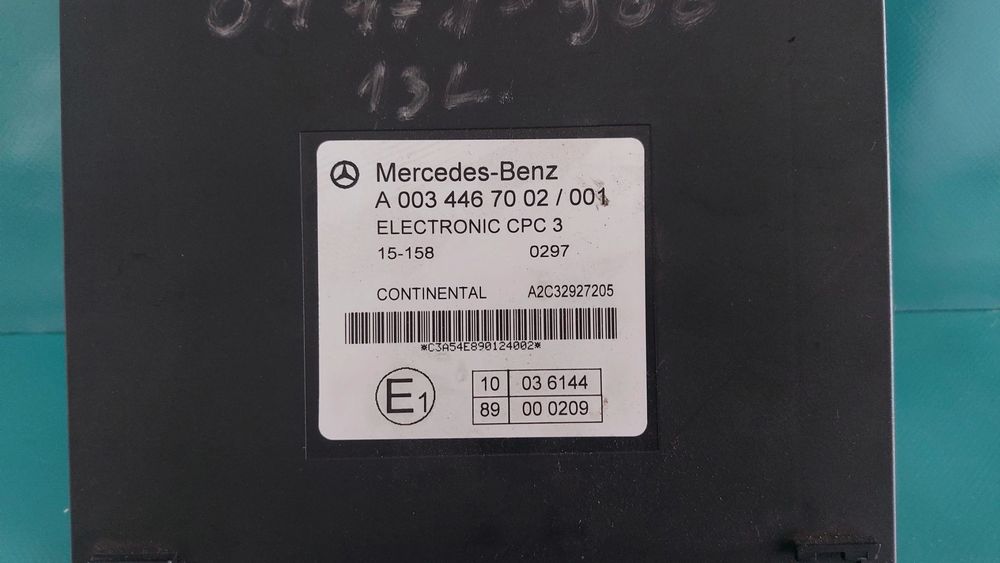 13L
Mercedes-Benz
A 003 446 70 02 / 001
ELECTRONIC CPC 3
15-158 0297
CONTINENTAL A2C32927205
*C3A54E890124002*
E1
10 03 6144
89 00 0209